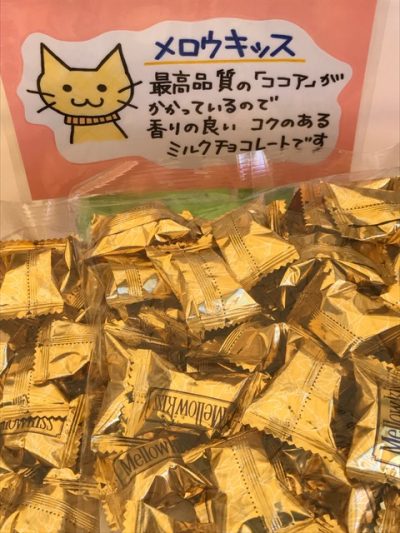 メロウキッス
最高品質の「ココア」が
かかっているので
香りの良い コクのある
ミルクチョコレートです
Mellowkiss
Mellowkiss